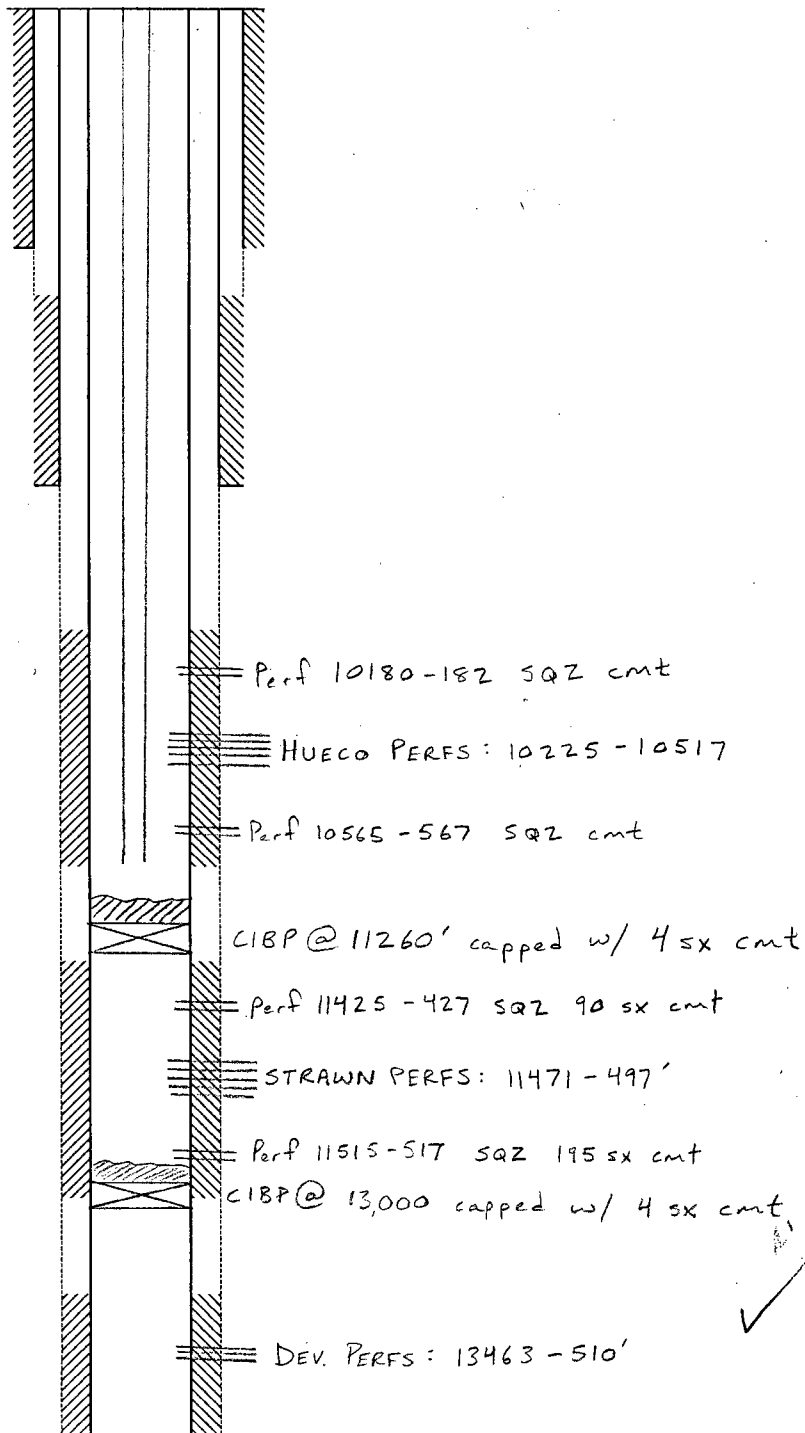 Perf 10180-182 SQZ cmt
HUECO PERFS: 10225-10517
Perf 10565-567 SQZ cmt
CIBP @ 11260' capped w/ 4 sx cmt
Perf 11425-427 SQZ 90 sx cmt
STRAWN PERFS: 11471-497'
Perf 11515-517 SQZ 195 sx cmt
CIBP @ 13,000 capped w/ 4 sx cmt
DEV. PERFS: 13463-510'